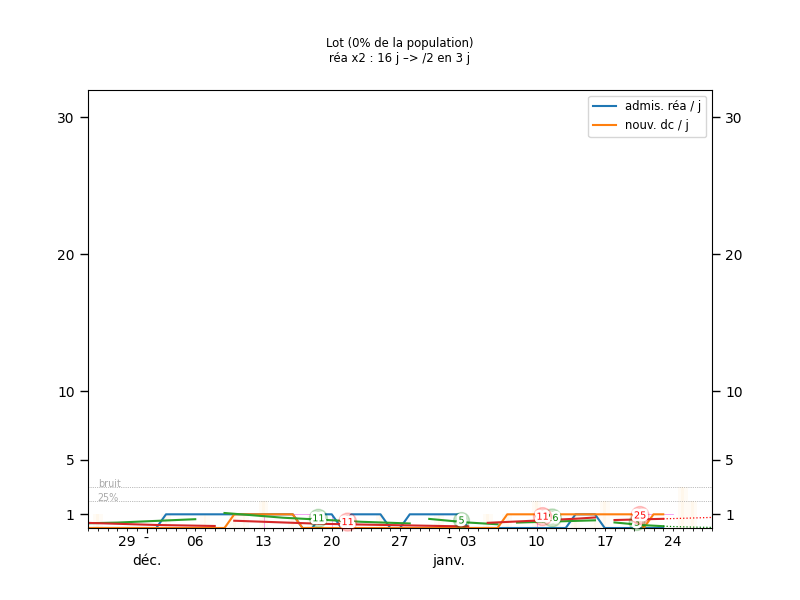 Lot (0% de la population)
réa x2 : 16 j –> /2 en 3 j
admis. réa / j
nouv. dc / j
30 30
20 20
10 10
5 5
bruit
25%
1 1
11 11 5 11 6 25
29 - 06 13 20 27 - 03 10 17 24
déc. janv.